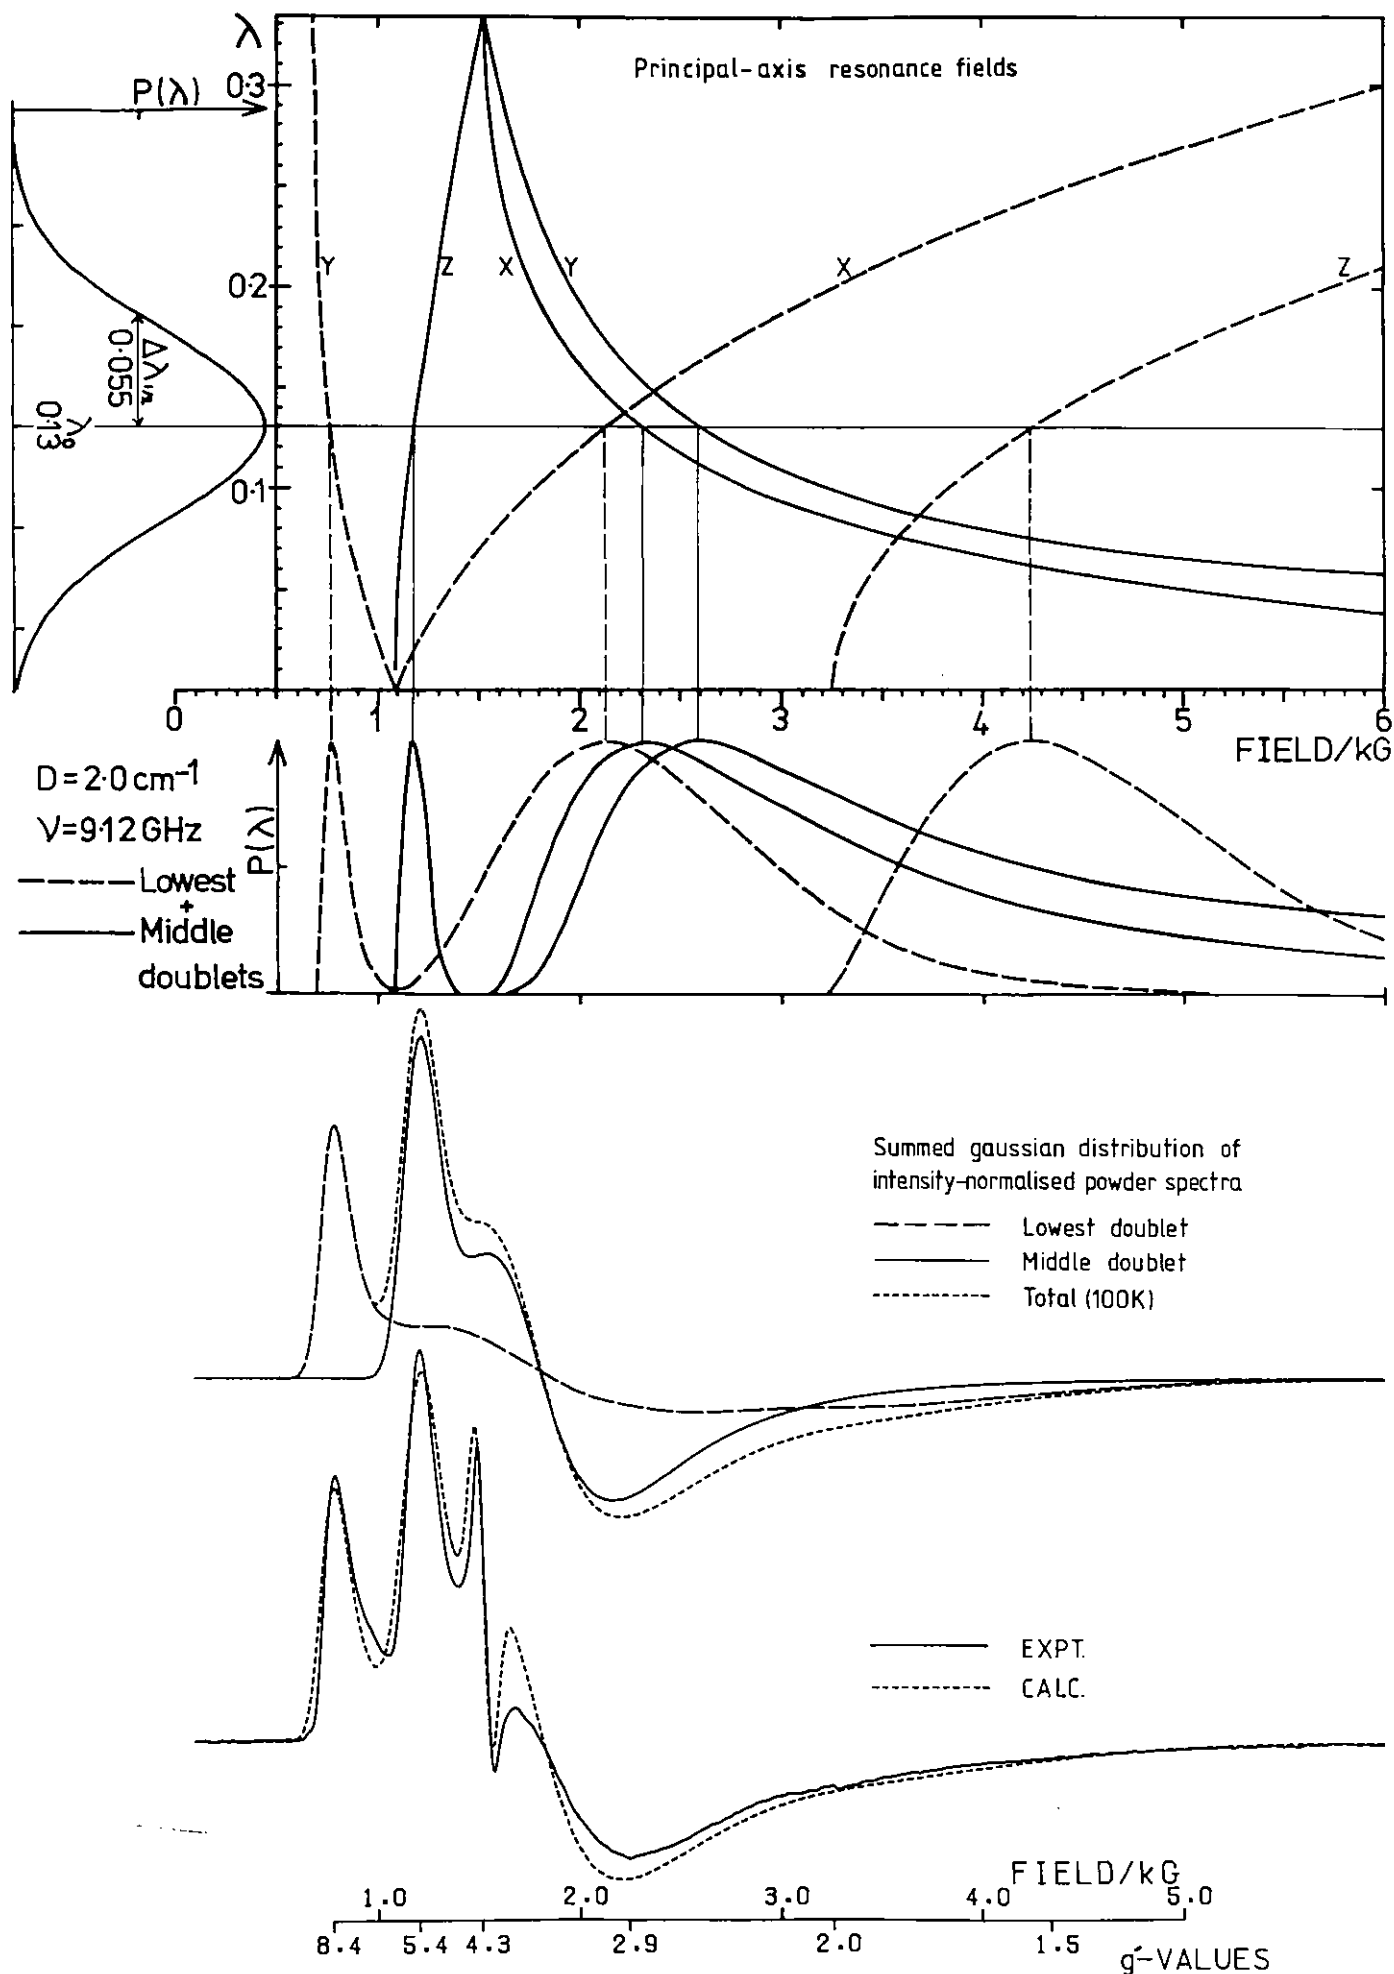 λ
Principal-axis resonance fields
P(λ)
0.3
Y
Z
X
Y
X
Z
0.2
Δλ½
0.055
λ₀
0.13
0.1
0
1
2
3
4
5
6
FIELD/kG
D = 2.0 cm⁻¹
ν = 9.12 GHz
P(λ)
Lowest
+
Middle
doublets
Summed gaussian distribution of
intensity-normalised powder spectra
Lowest doublet
Middle doublet
Total (100K)
EXPT.
CALC.
FIELD/kG
1.0
2.0
3.0
4.0
5.0
8.4
5.4
4.3
2.9
2.0
1.5
g'-VALUES